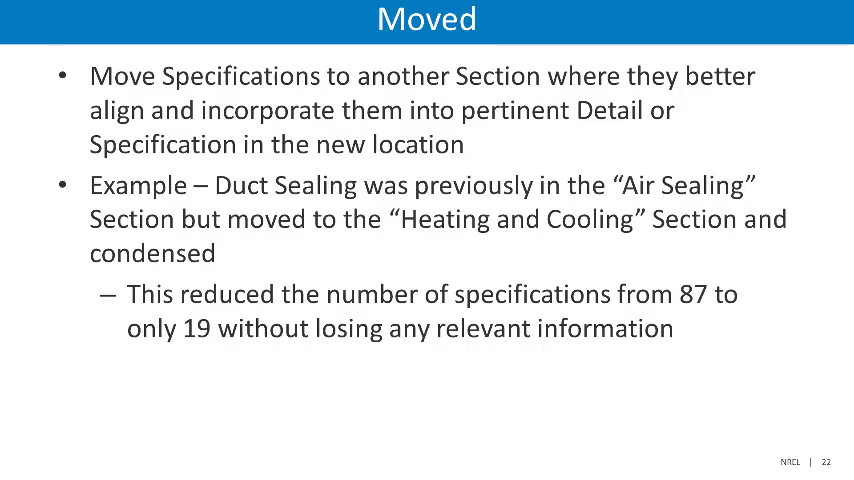 Moved
• Move Specifications to another Section where they better
align and incorporate them into pertinent Detail or
Specification in the new location
• Example – Duct Sealing was previously in the “Air Sealing”
Section but moved to the “Heating and Cooling” Section and
condensed
– This reduced the number of specifications from 87 to
only 19 without losing any relevant information
NREL | 22